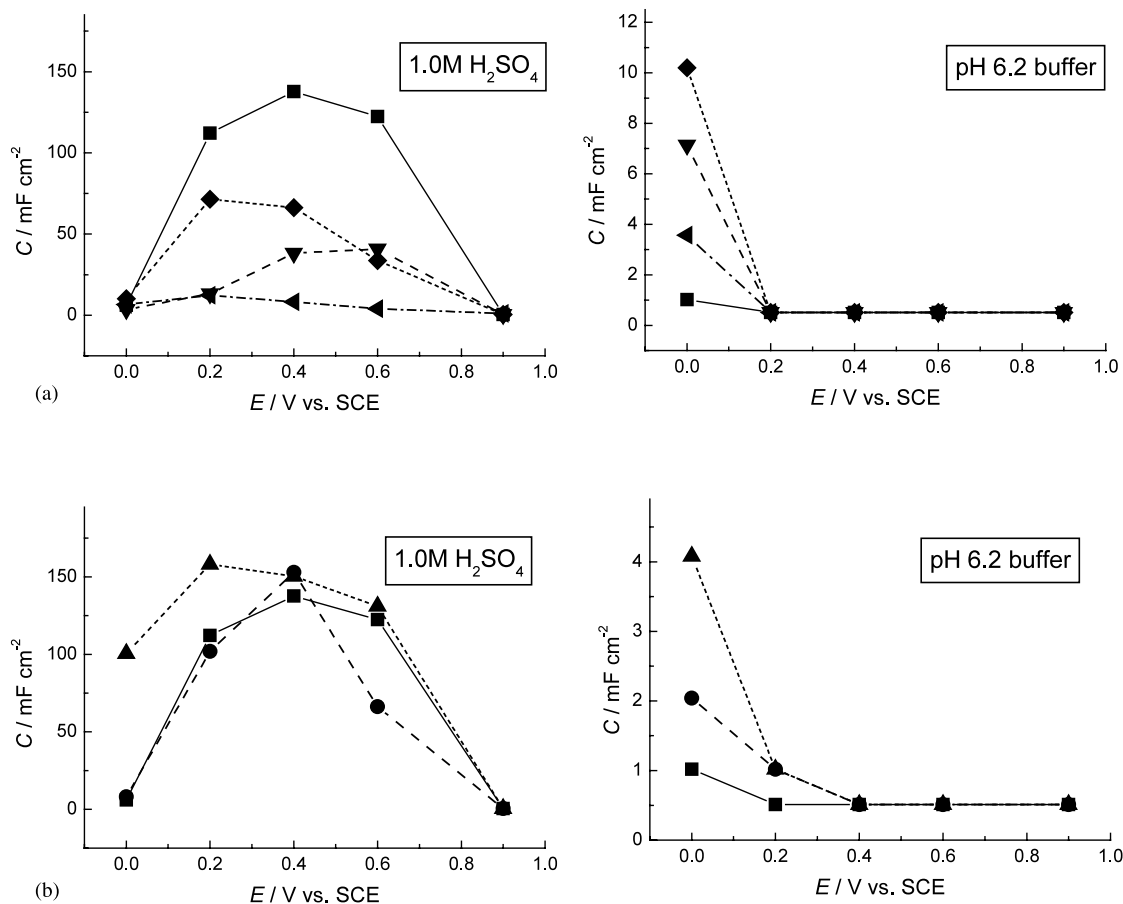 1.0M H₂SO₄
C / mF cm⁻²
150
100
50
0
0.0 0.2 0.4 0.6 0.8 1.0
E / V vs. SCE
(a)
pH 6.2 buffer
C / mF cm⁻²
12
10
8
6
4
2
0
0.0 0.2 0.4 0.6 0.8 1.0
E / V vs. SCE
1.0M H₂SO₄
C / mF cm⁻²
150
100
50
0
0.0 0.2 0.4 0.6 0.8 1.0
E / V vs. SCE
(b)
pH 6.2 buffer
C / mF cm⁻²
4
3
2
1
0
0.0 0.2 0.4 0.6 0.8 1.0
E / V vs. SCE